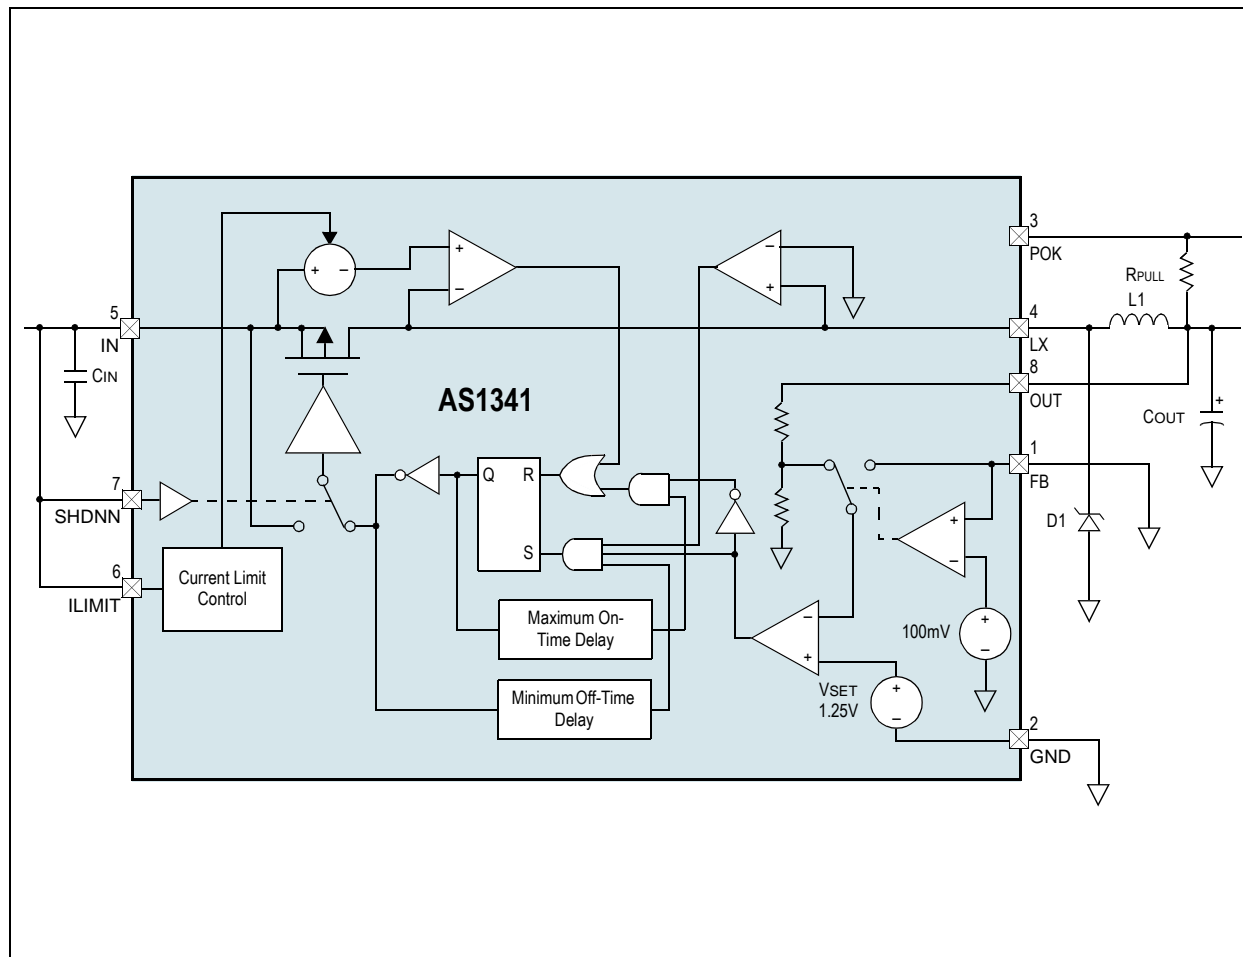 3
POK
RPULL
L1
5
IN
4
LX
CIN
8
OUT
AS1341
COUT
+
+
−
+
−
−
+
Q
R
S
1
FB
7
SHDNN
D1
+
−
6
ILIMIT
Current Limit
Control
Maximum On-
Time Delay
−
+
100mV
+
−
Minimum Off-Time
Delay
VSET
1.25V
+
−
2
GND